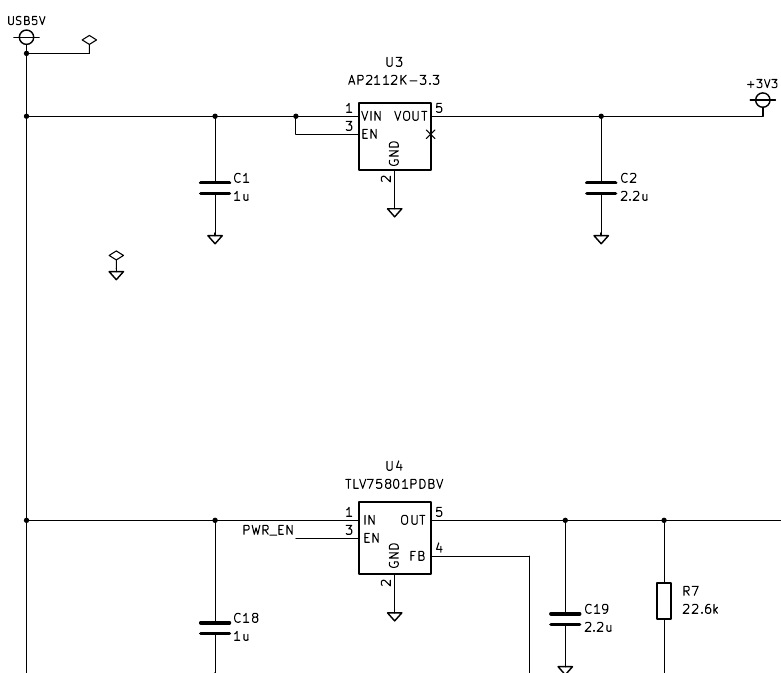 USB5V
U3
AP2112K-3.3
+3V3
1 VIN VOUT 5
3 EN
GND
2
C1
1u
C2
2.2u
U4
TLV75801PDBV
1 IN OUT 5
PWR_EN 3 EN
FB 4
GND
2
C18
1u
C19
2.2u
R7
22.6k